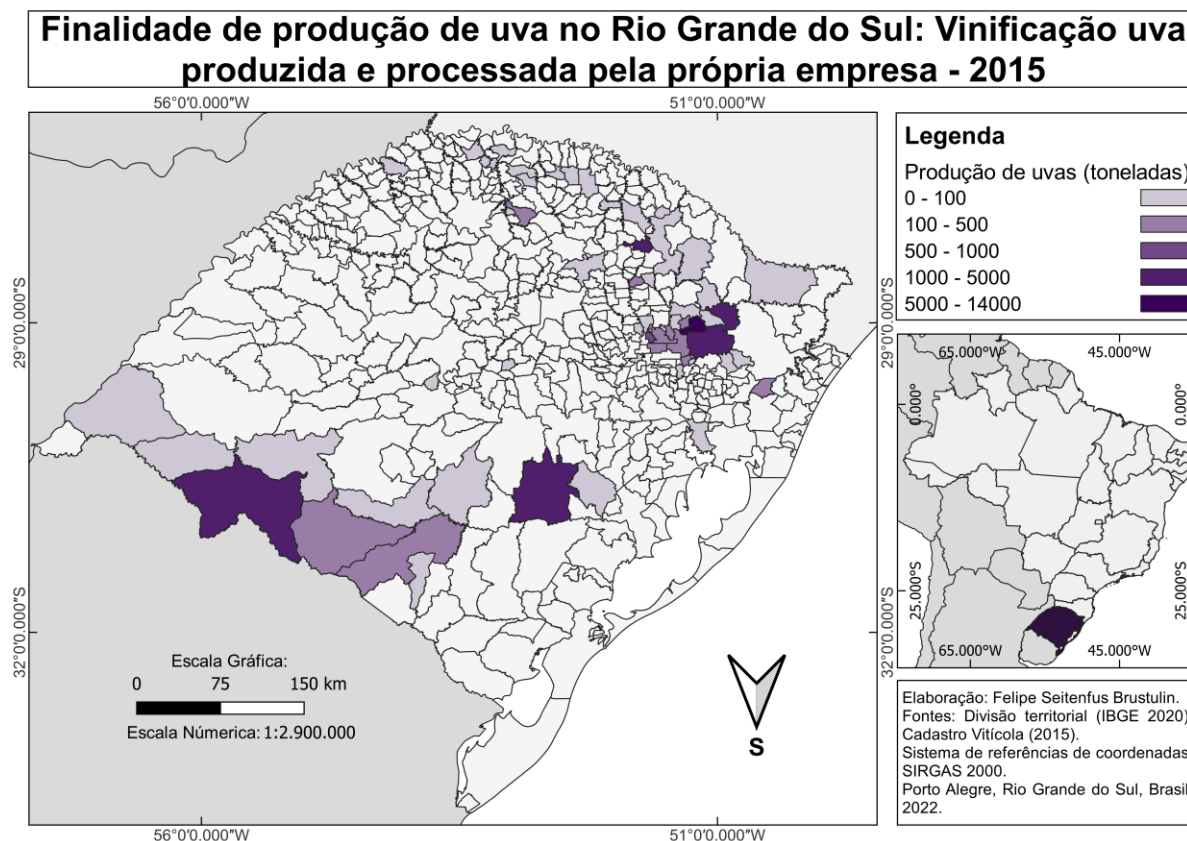 Finalidade de produção de uva no Rio Grande do Sul: Vinificação uva
produzida e processada pela própria empresa - 2015
56°0'0.000"W
51°0'0.000"W
29°0'0.000"S
32°0'0.000"S
29°0'0.000"S
32°0'0.000"S
Escala Gráfica:
0 75 150 km
Escala Númerica: 1:2.900.000
S
56°0'0.000"W
51°0'0.000"W
Legenda
Produção de uvas (toneladas)
0 - 100
100 - 500
500 - 1000
1000 - 5000
5000 - 14000
65.000°W
45.000°W
0.000°
0.000°
25.000°S
25.000°S
65.000°W
45.000°W
Elaboração: Felipe Seitenfus Brustulin.
Fontes: Divisão territorial (IBGE 2020)
Cadastro Vitícola (2015).
Sistema de referências de coordenadas
SIRGAS 2000.
Porto Alegre, Rio Grande do Sul, Brasil
2022.